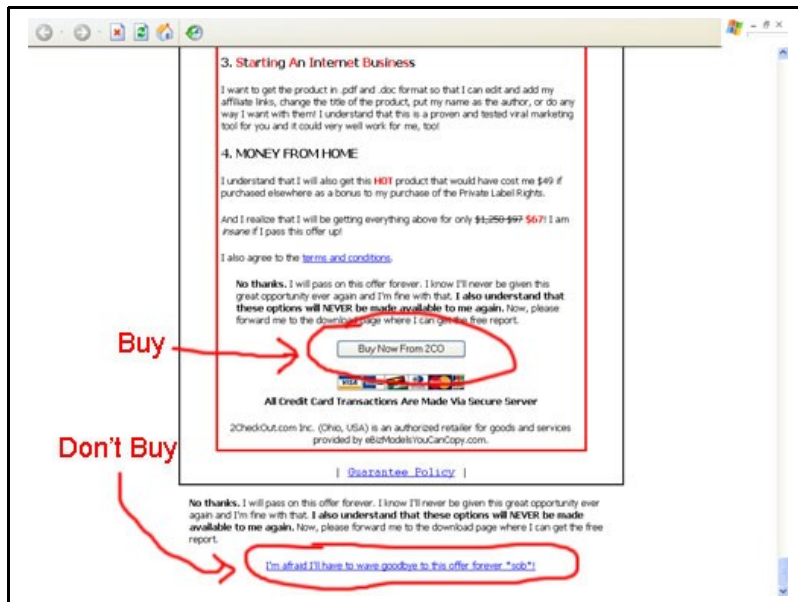 3. Starting An Internet Business
I want to get the product in .pdf and .doc format so that I can edit and add my
affiliate links, change the title of the product, put my name as the author, or do any
way I want with them! I understand that this is a proven and tested viral marketing
tool for you and it could very well work for me, too!
4. MONEY FROM HOME
I understand that I will also get this HOT product that would have cost me $49 if
purchased elsewhere as a bonus to my purchase of the Private Label Rights.
And I realize that I will be getting everything above for only $1,250 $97 $67! I am
insane if I pass this offer up!
I also agree to the terms and conditions.
No thanks. I will pass on this offer forever. I know I'll never be given this
great opportunity ever again and I'm fine with that. I also understand that
these options will NEVER be made available to me again. Now, please
forward me to the download page where I can get the free report.
Buy
Buy Now From 2CO
VISA
All Credit Card Transactions Are Made Via Secure Server
2CheckOut.com Inc. (Ohio, USA) is an authorized retailer for goods and services
provided by eBizModelsYouCanCopy.com.
Don't Buy
| Guarantee Policy |
No thanks. I will pass on this offer forever. I know I'll never be given this great opportunity ever
again and I'm fine with that. I also understand that these options will NEVER be made
available to me again. Now, please forward me to the download page where I can get the free
report.
I'm afraid I'll have to wave goodbye to this offer forever *sob*!